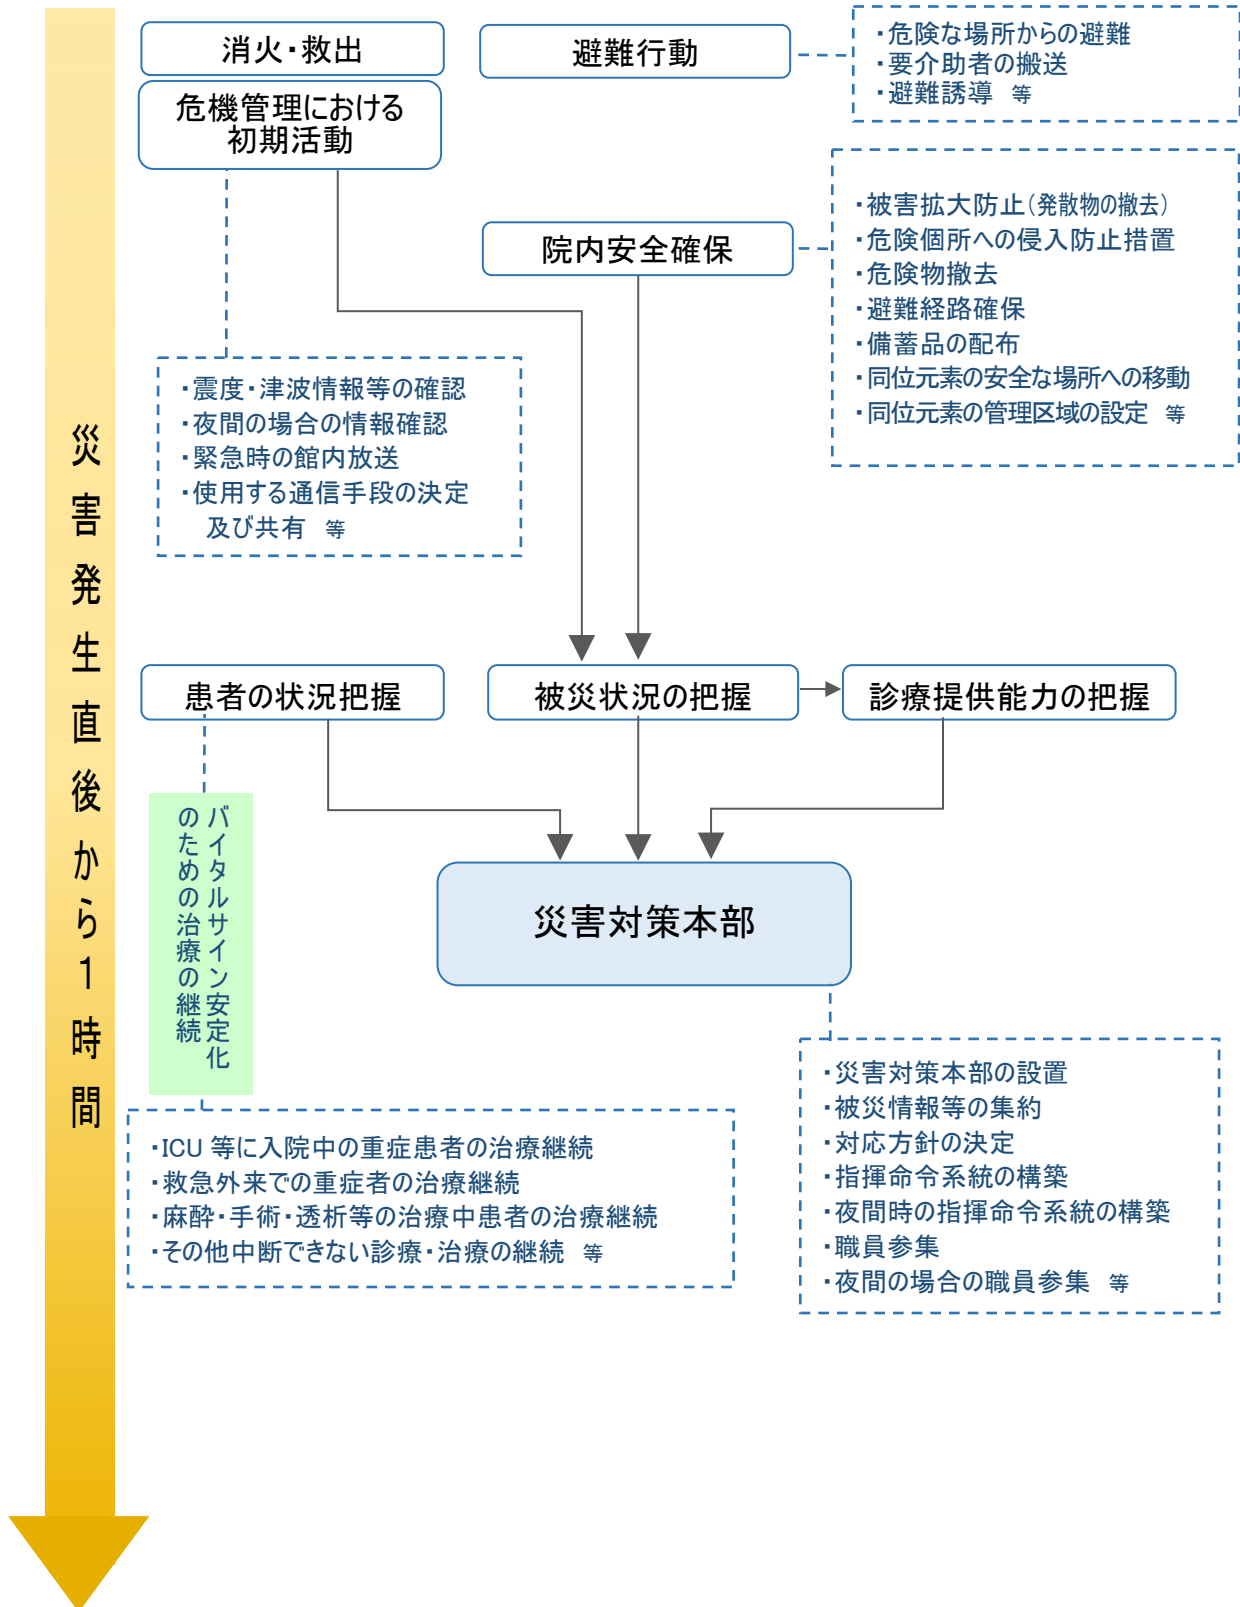 災害発生直後から１時間
消火・救出
危機管理における
初期活動
避難行動
・危険な場所からの避難
・要介助者の搬送
・避難誘導　等
院内安全確保
・被害拡大防止（発散物の撤去）
・危険個所への侵入防止措置
・危険物撤去
・避難経路確保
・備蓄品の配布
・同位元素の安全な場所への移動
・同位元素の管理区域の設定　等
・震度・津波情報等の確認
・夜間の場合の情報確認
・緊急時の館内放送
・使用する通信手段の決定
及び共有　等
患者の状況把握
被災状況の把握
診療提供能力の把握
バイタルサイン安定化
のための治療の継続
災害対策本部
・ICU 等に入院中の重症患者の治療継続
・救急外来での重症者の治療継続
・麻酔・手術・透析等の治療中患者の治療継続
・その他中断できない診療・治療の継続　等
・災害対策本部の設置
・被災情報等の集約
・対応方針の決定
・指揮命令系統の構築
・夜間時の指揮命令系統の構築
・職員参集
・夜間の場合の職員参集　等